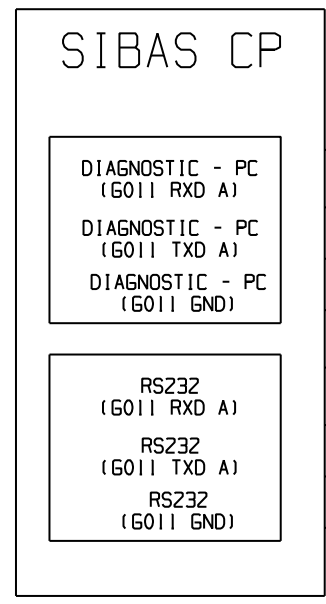 SIBAS CP
DIAGNOSTIC - PC
(G011 RXD A)
DIAGNOSTIC - PC
(G011 TXD A)
DIAGNOSTIC - PC
(G011 GND)
RS232
(G011 RXD A)
RS232
(G011 TXD A)
RS232
(G011 GND)